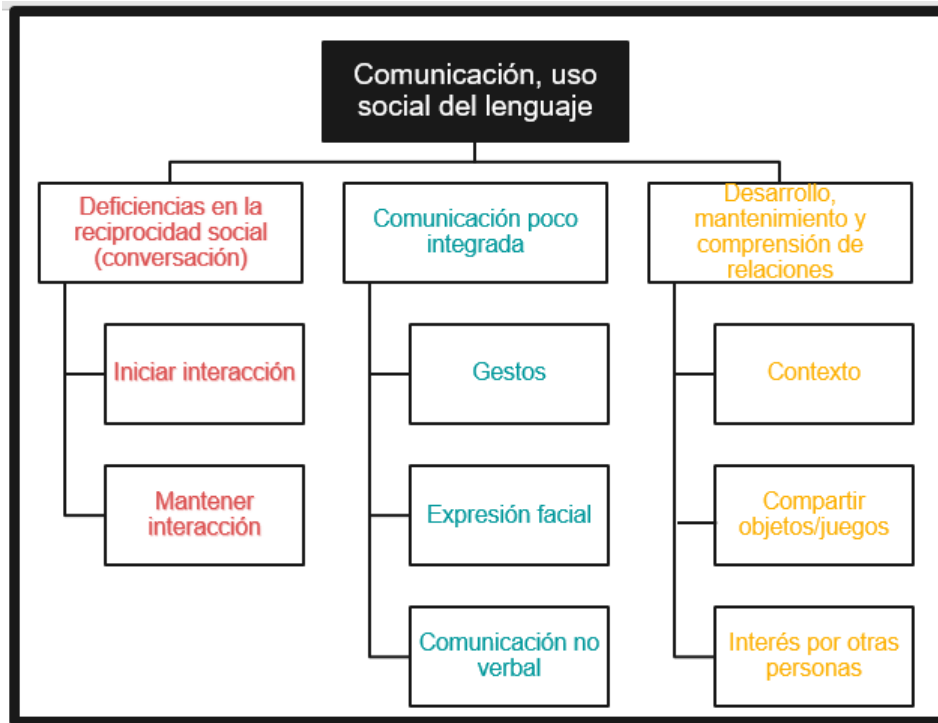 Comunicación, uso
social del lenguaje
Deficiencias en la
reciprocidad social
(conversación)
Iniciar interacción
Mantener
interacción
Comunicación poco
integrada
Gestos
Expresión facial
Comunicación no
verbal
Desarrollo,
mantenimiento y
comprensión de
relaciones
Contexto
Compartir
objetos/juegos
Interés por otras
personas